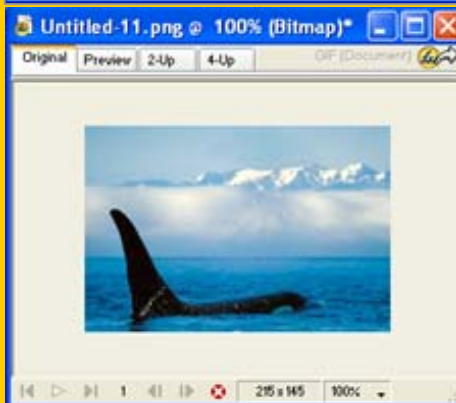 Untitled-11.png @ 100% (Bitmap)*
Original Preview 2-Up 4-Up GIF (Document)
1 215 x 145 100%